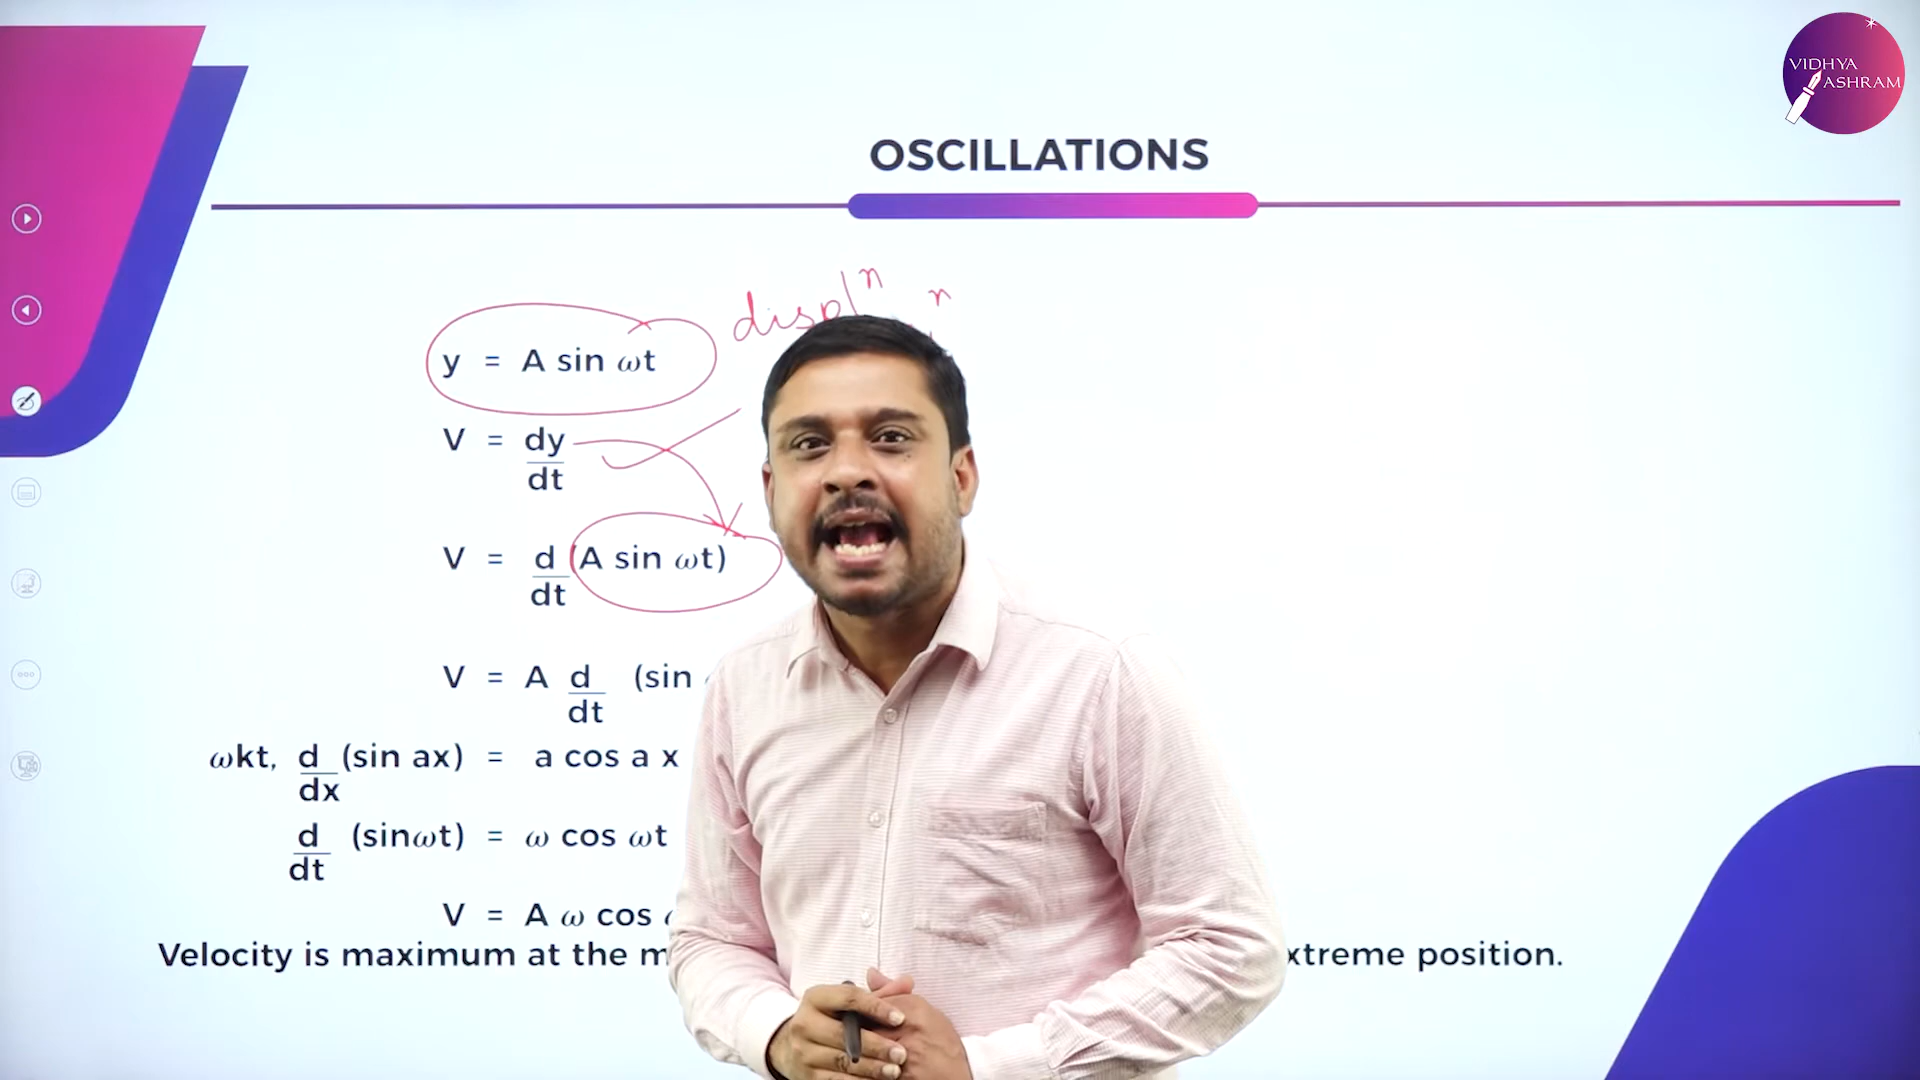 VIDHYA
ASHRAM
OSCILLATIONS
displⁿ
n
y = A sin ωt
V = dy
dt
V = d (A sin ωt)
dt
V = A d (sin
dt
ωkt, d (sin ax) = a cos a x
dx
d (sinωt) = ω cos ωt
dt
V = A ω cos
Velocity is maximum at the xtreme position.